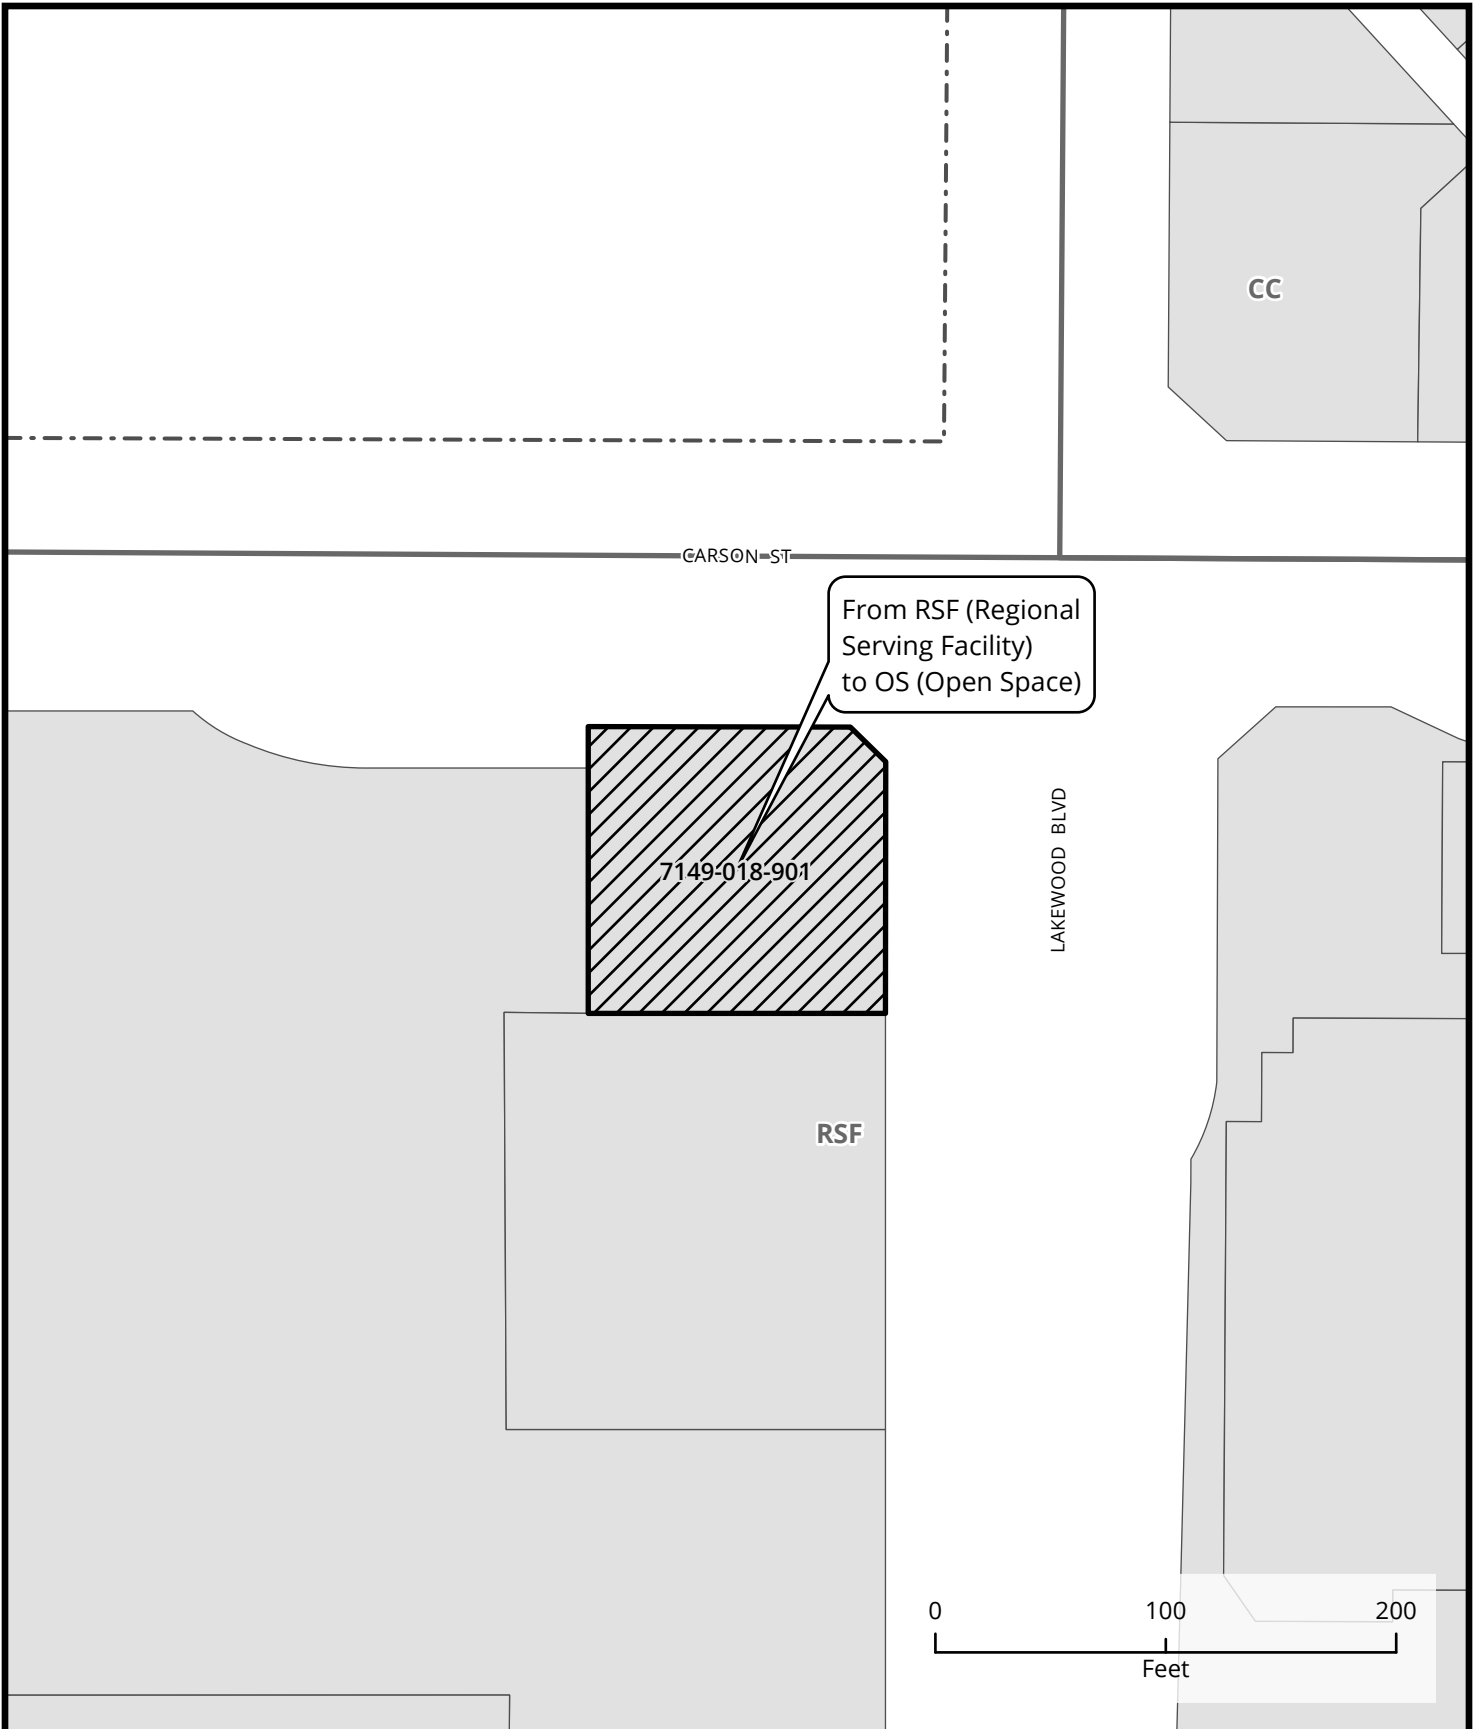 CC
CARSON ST
From RSF (Regional
Serving Facility)
to OS (Open Space)
7149-018-901
LAKEWOOD BLVD
RSF
0 100 200
Feet